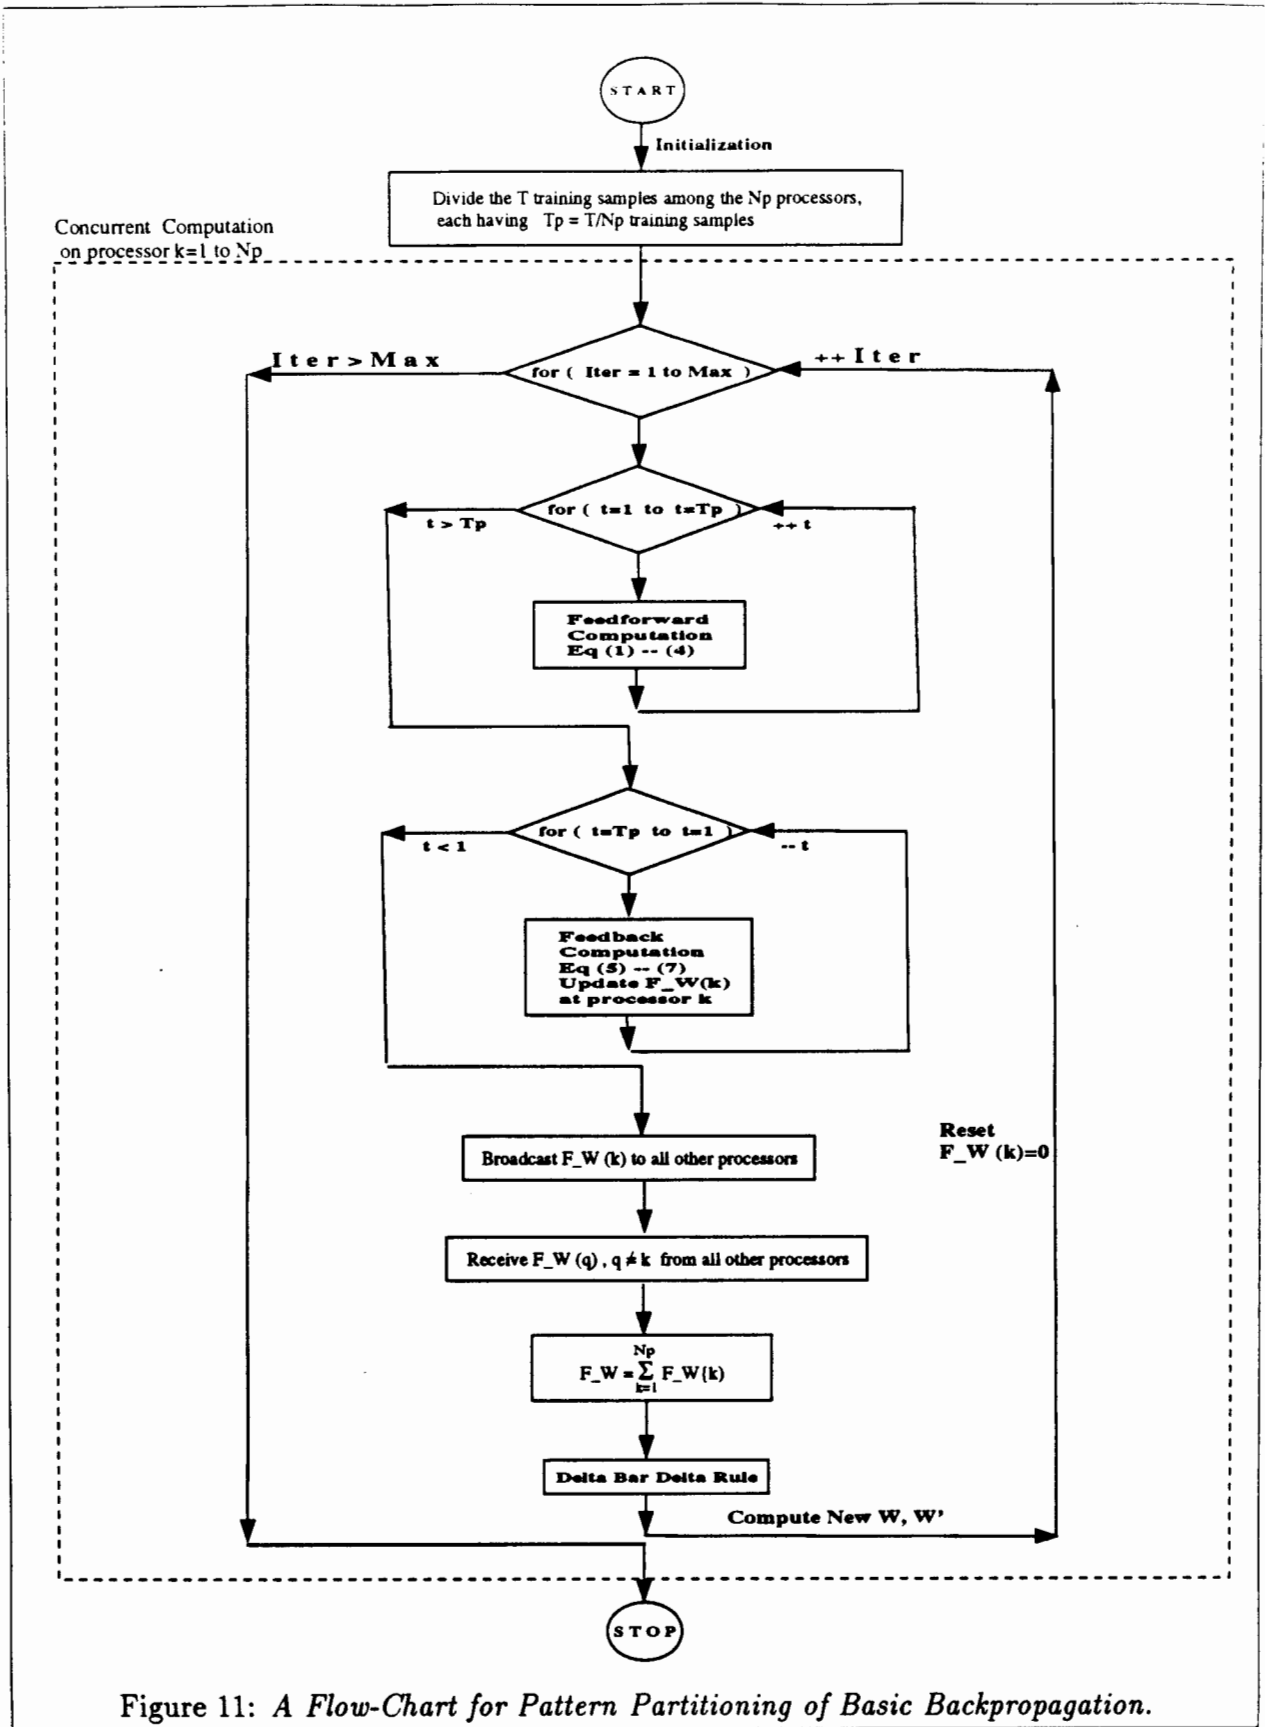 START
Initialization
Divide the T training samples among the Np processors,
each having Tp = T/Np training samples
Concurrent Computation
on processor k=1 to Np
Iter > Max
for ( Iter = 1 to Max )
++ Iter
for ( t=1 to t=Tp )
t > Tp
++ t
Feedforward
Computation
Eq (1) -- (4)
for ( t=Tp to t=1 )
t < 1
-- t
Feedback
Computation
Eq (5) -- (7)
Update F_W(k)
at processor k
Reset
F_W (k)=0
Broadcast F_W (k) to all other processors
Receive F_W (q) , q ≠ k from all other processors
Np
F_W = Σ F_W{k)
k=1
Delta Bar Delta Rule
Compute New W, W'
STOP
Figure 11: A Flow-Chart for Pattern Partitioning of Basic Backpropagation.